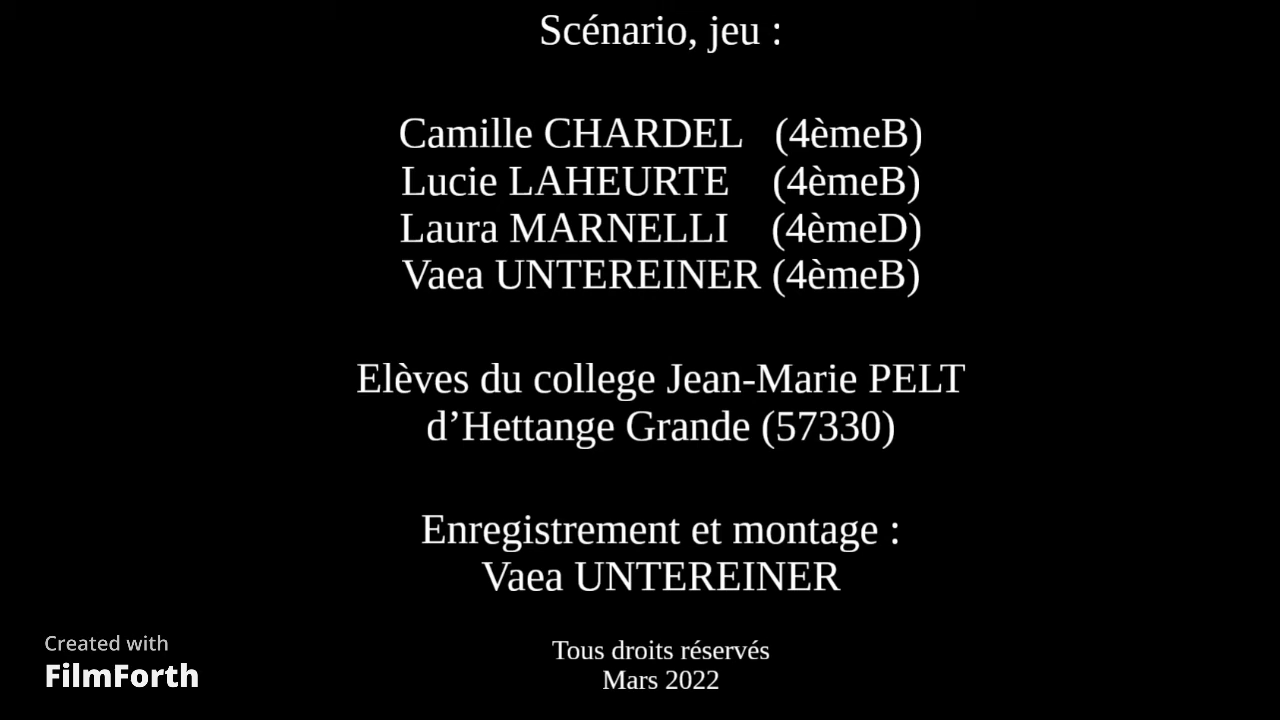 Scénario, jeu :
Camille CHARDEL (4èmeB)
Lucie LAHEURTE (4èmeB)
Laura MARNELLI (4èmeD)
Vaea UNTEREINER (4èmeB)
Elèves du college Jean-Marie PELT
d’Hettange Grande (57330)
Enregistrement et montage :
Vaea UNTEREINER
Tous droits réservés
Mars 2022
Created with
FilmForth